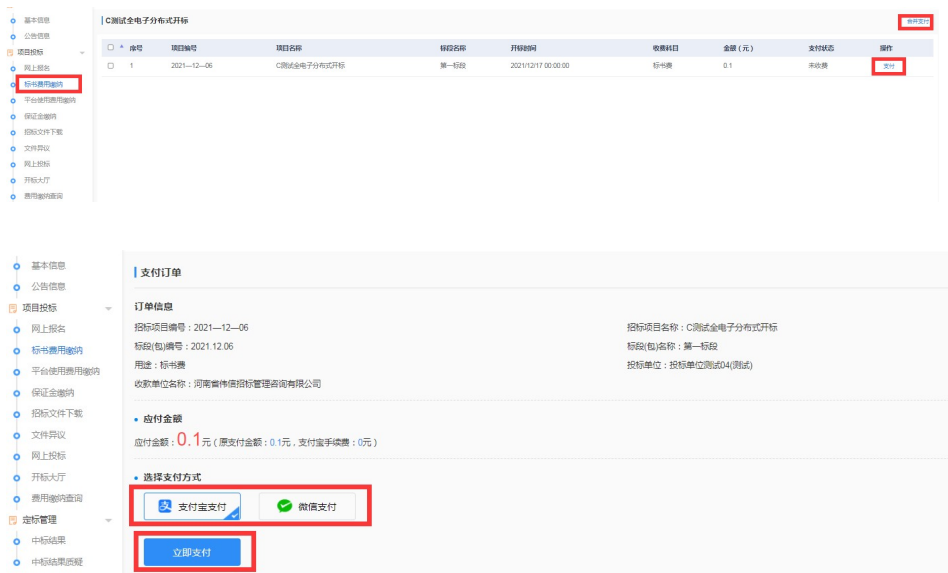 基本信息
公告信息
项目投标
网上报名
标书费用缴纳
平台使用费用缴纳
保证金缴纳
招标文件下载
文件异议
网上投标
开标大厅
费用缴纳查询
C测试全电子分布式开标
合并支付
序号 项目编号 项目名称 标段名称 开标时间 收费科目 金额(元) 支付状态 操作
1 2021—12—06 C测试全电子分布式开标 第一标段 2021/12/17 00:00:00 标书费 0.1 未收费 支付
基本信息
公告信息
项目投标
网上报名
标书费用缴纳
平台使用费用缴纳
保证金缴纳
招标文件下载
文件异议
网上投标
开标大厅
费用缴纳查询
定标管理
中标结果
中标结果质疑
支付订单
订单信息
招标项目编号：2021—12—06 招标项目名称：C测试全电子分布式开标
标段(包)编号：2021.12.06 标段(包)名称：第一标段
用途：标书费 投标单位：投标单位测试04(测试)
收款单位名称：河南省伟信招标管理咨询有限公司
应付金额
应付金额：0.1元(原支付金额：0.1元，支付宝手续费：0元)
选择支付方式
支付宝支付 微信支付
立即支付